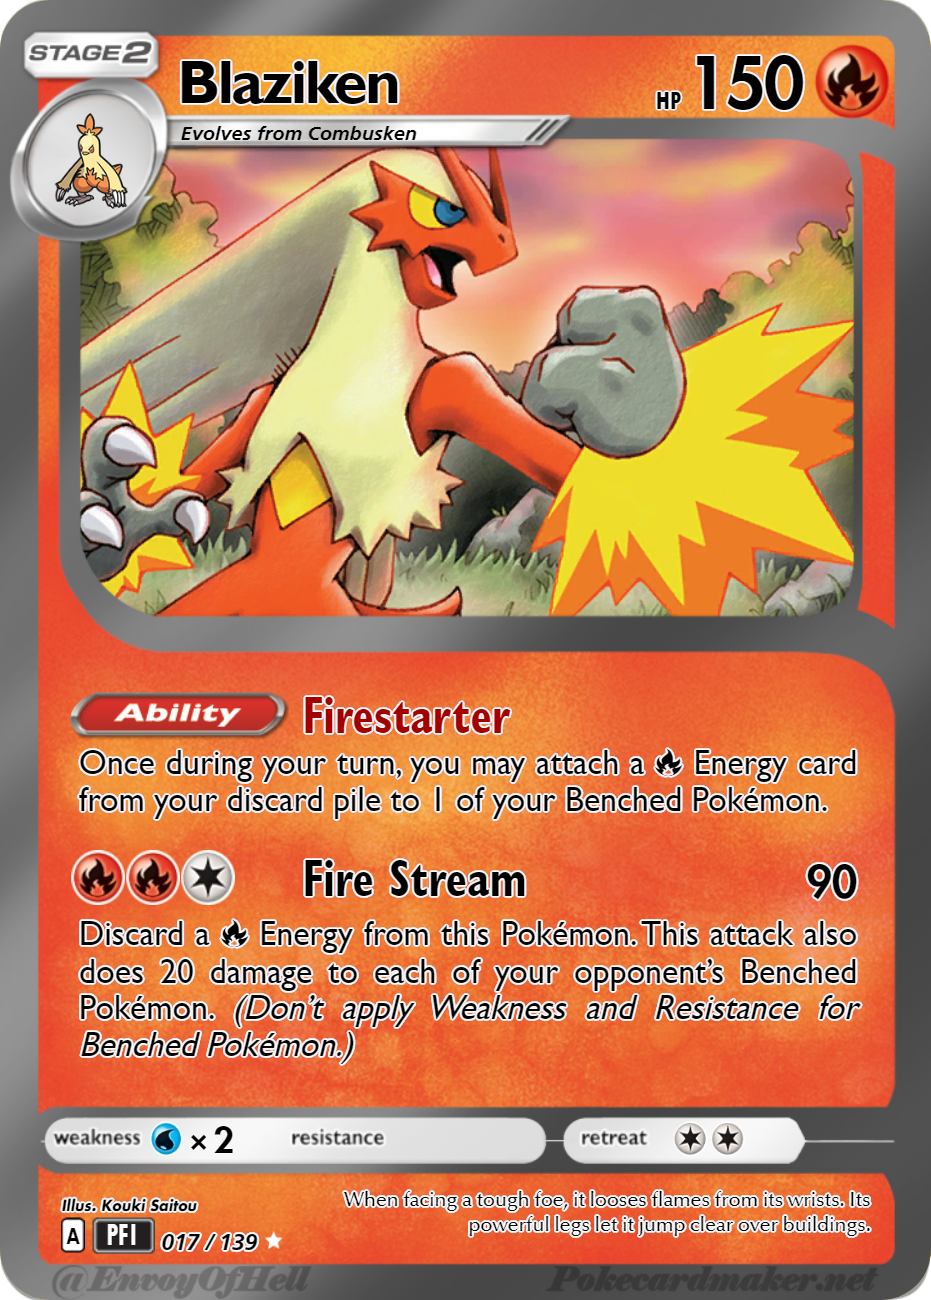 STAGE2
Blaziken
HP 150
Evolves from Combusken
Ability Firestarter
Once during your turn, you may attach a Energy card
from your discard pile to 1 of your Benched Pokémon.
Fire Stream 90
Discard a Energy from this Pokémon. This attack also
does 20 damage to each of your opponent's Benched
Pokémon. (Don't apply Weakness and Resistance for
Benched Pokémon.)
weakness × 2 resistance retreat
Illus. Kouki Saitou
When facing a tough foe, it looses flames from its wrists. Its
powerful legs let it jump clear over buildings.
A PFI 017 / 139
@EnvoyOfHell Pokecardmaker.net